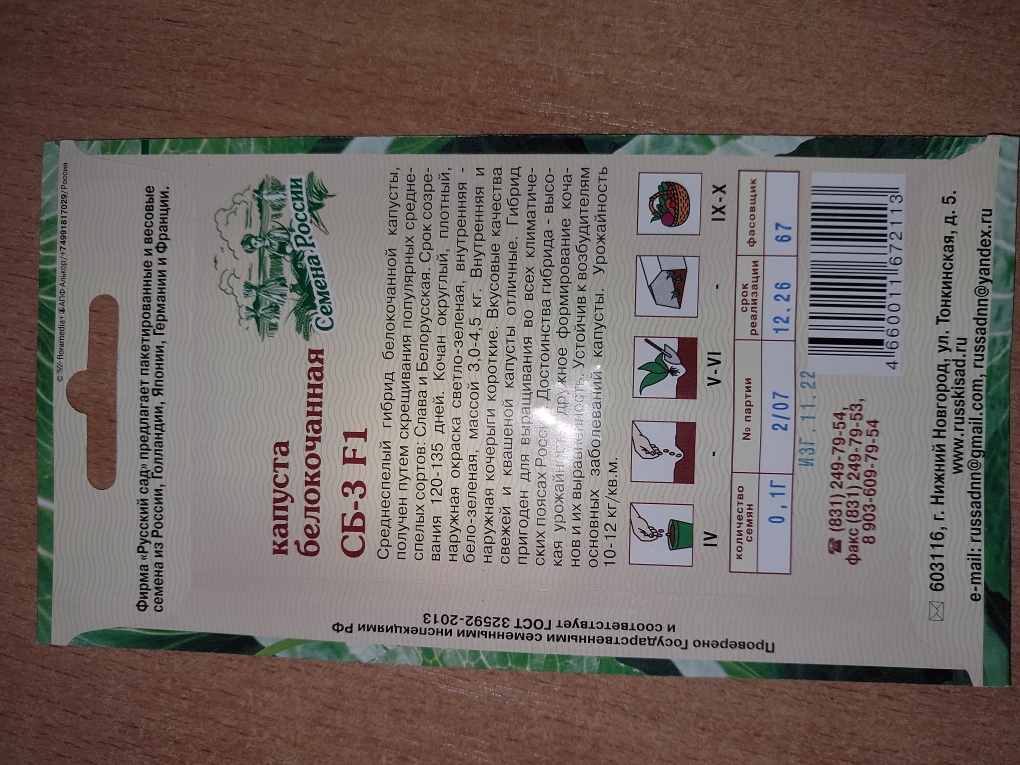 © 1999 floramedia+®АПФ Алькор/+74991817029/Россия
Фирма «Русский сад» предлагает пакетированные и весовые
семена из России, Голландии, Японии, Германии и Франции.
Семена России
капуста
белокочанная
СБ-3 F1
Среднеспелый гибрид белокочанной капусты,
получен путем скрещивания популярных средне-
спелых сортов: Слава и Белорусская. Срок созре-
вания 120-135 дней. Кочан округлый, плотный,
наружная окраска светло-зеленая, внутренняя -
бело-зеленая, массой 3,0-4,5 кг. Внутренняя и
наружная кочерыги короткие. Вкусовые качества
свежей и квашеной капусты отличные. Гибрид
пригоден для выращивания во всех климатиче-
ских поясах России. Достоинства гибрида - высо-
кая урожайность, дружное формирование коча-
нов и их выравненность. Устойчив к возбудителям
основных заболеваний капусты. Урожайность
10-12 кг/кв.м.
IV - V-VI - IX-X
количество семян № партии срок реализации фасовщик
0,1Г 2/07 12.26 67
ИЗГ.11.22
☎ (831) 249-79-54,
факс (831) 249-79-53,
8 903-609-79-54
4 660011 672113
603116, г. Нижний Новгород, ул. Тонкинская, д. 5.
www.russkisad.ru
e-mail: russadnn@gmail.com, russadnn@yandex.ru
Проверено Государственными семенными инспекциями РФ
и соответствует ГОСТ 32592-2013